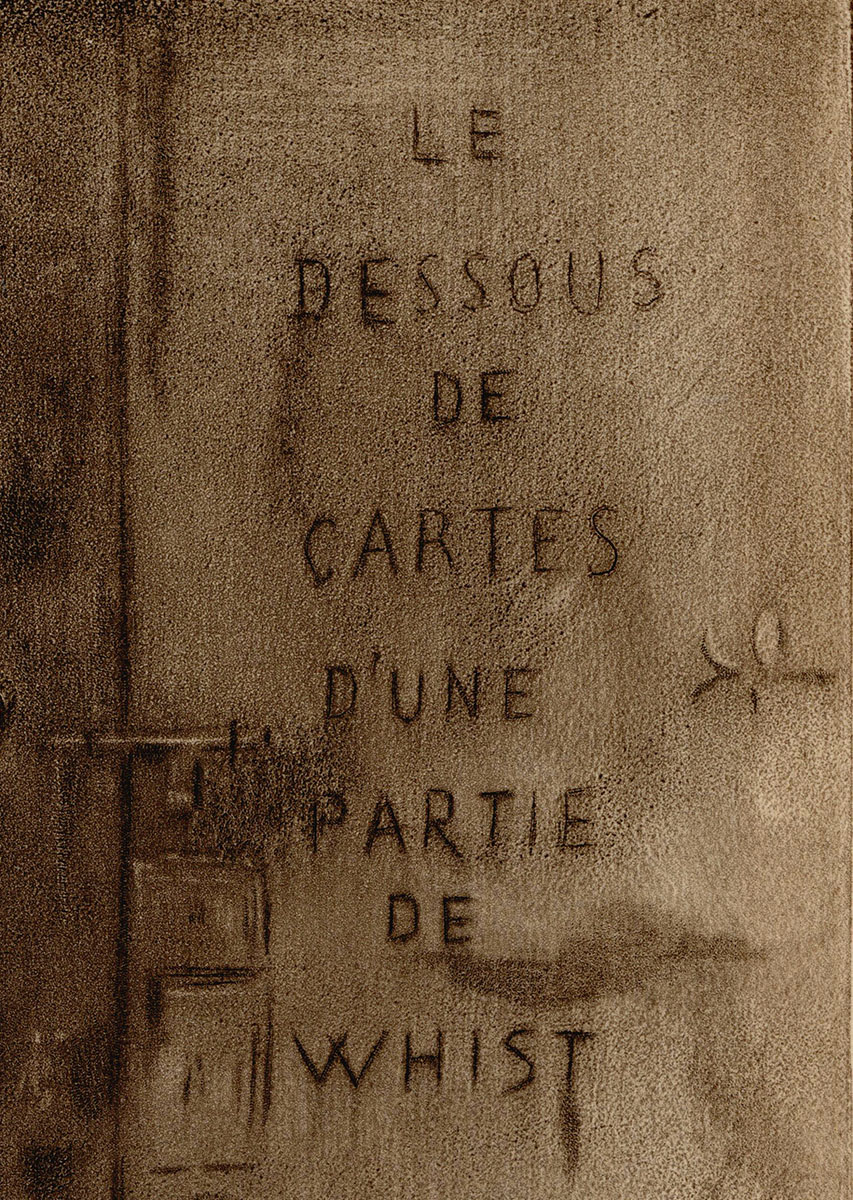 LE
DESSOUS
DE
CARTES
D'UNE
PARTIE
DE
WHIST